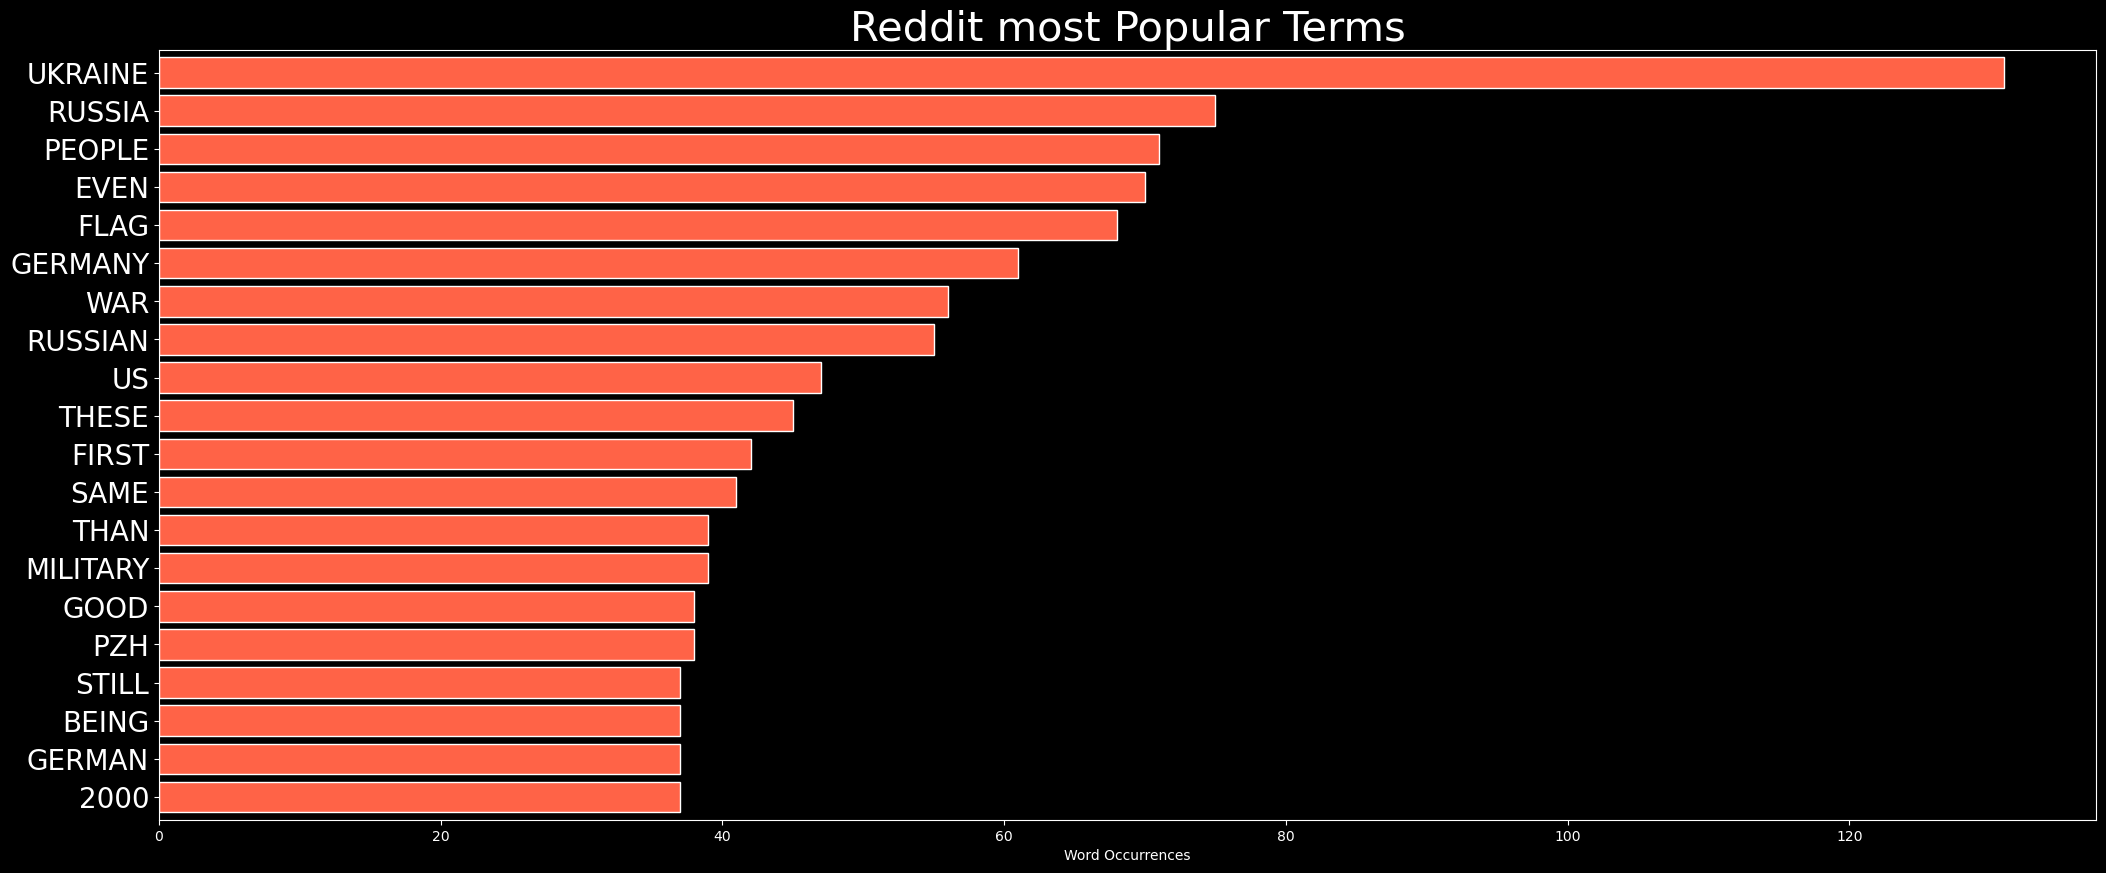 Reddit most Popular Terms
UKRAINE
RUSSIA
PEOPLE
EVEN
FLAG
GERMANY
WAR
RUSSIAN
US
THESE
FIRST
SAME
THAN
MILITARY
GOOD
PZH
STILL
BEING
GERMAN
2000
0 20 40 60 80 100 120
Word Occurrences